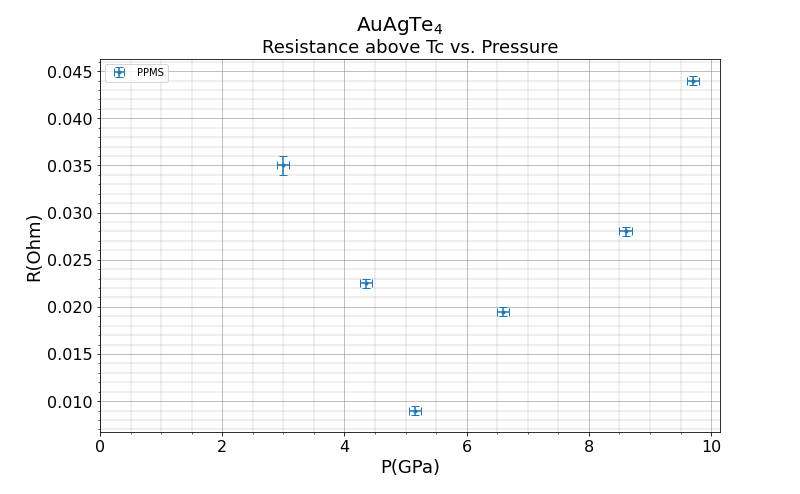 AuAgTe₄
Resistance above Tc vs. Pressure
PPMS
R(Ohm)
0.045
0.040
0.035
0.030
0.025
0.020
0.015
0.010
0 2 4 6 8 10
P(GPa)